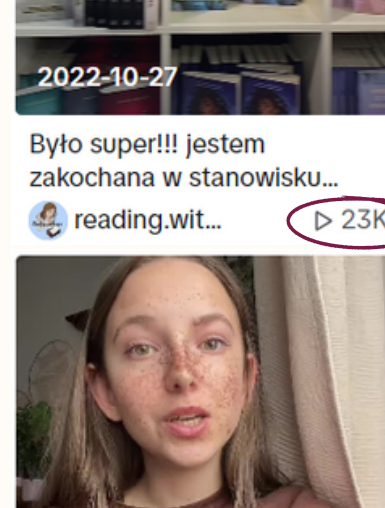 2022-10-27
Było super!!! jestem
zakochana w stanowisku...
reading.wit... 23K